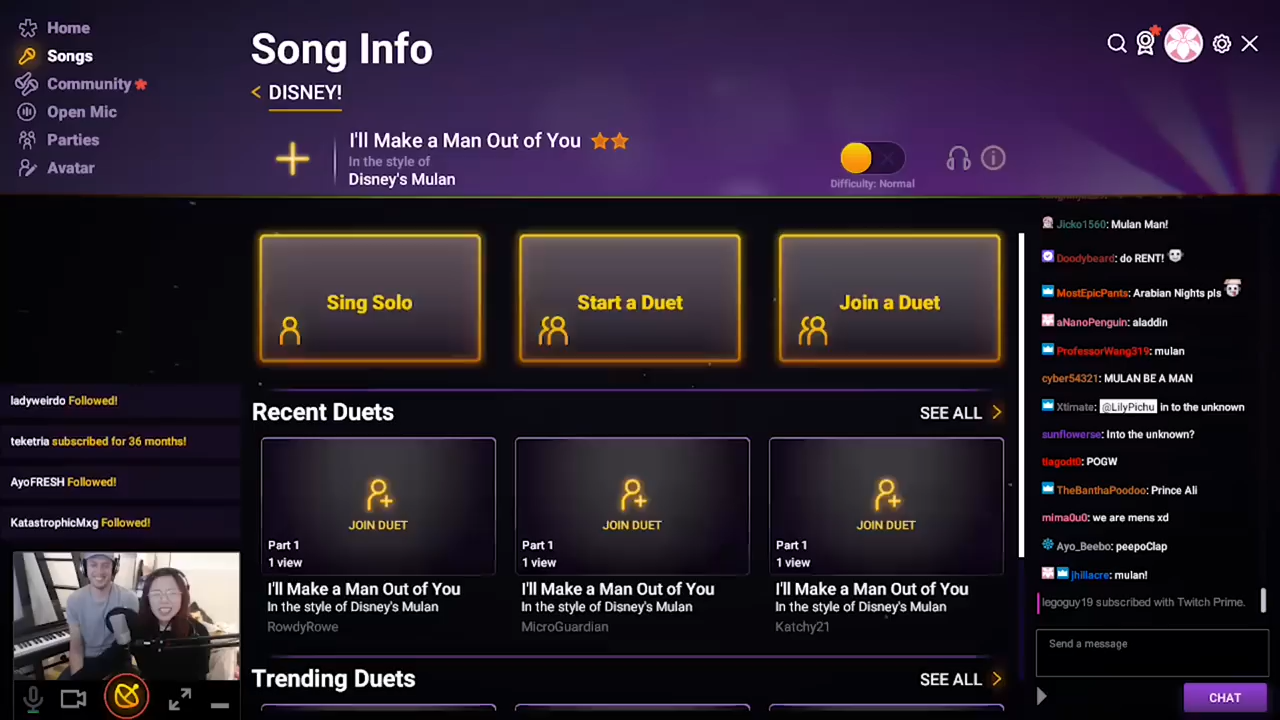 Home
Songs
Community
Open Mic
Parties
Avatar
Song Info
< DISNEY!
I'll Make a Man Out of You
In the style of
Disney's Mulan
Difficulty: Normal
Sing Solo
Start a Duet
Join a Duet
Recent Duets
SEE ALL >
JOIN DUET
Part 1
1 view
I'll Make a Man Out of You
In the style of Disney's Mulan
RowdyRowe
JOIN DUET
Part 1
1 view
I'll Make a Man Out of You
In the style of Disney's Mulan
MicroGuardian
JOIN DUET
Part 1
1 view
I'll Make a Man Out of You
In the style of Disney's Mulan
Katchy21
Trending Duets
SEE ALL >
ladyweirdo Followed!
teketria subscribed for 36 months!
AyoFRESH Followed!
KatastrophicMxg Followed!
Jicko1560: Mulan Man!
Doodybeard: do RENT!
MostEpicPants: Arabian Nights pls
aNanoPenguin: aladdin
ProfessorWang319: mulan
cyber54321: MULAN BE A MAN
Xtimate: @LilyPichu in to the unknown
sunflowerse: Into the unknown?
tiagodt0: POGW
TheBanthaPoodoo: Prince Ali
mima0u0: we are mens xd
Ayo_Beebo: peepoClap
jhillacre: mulan!
legoguy19 subscribed with Twitch Prime.
Send a message
CHAT